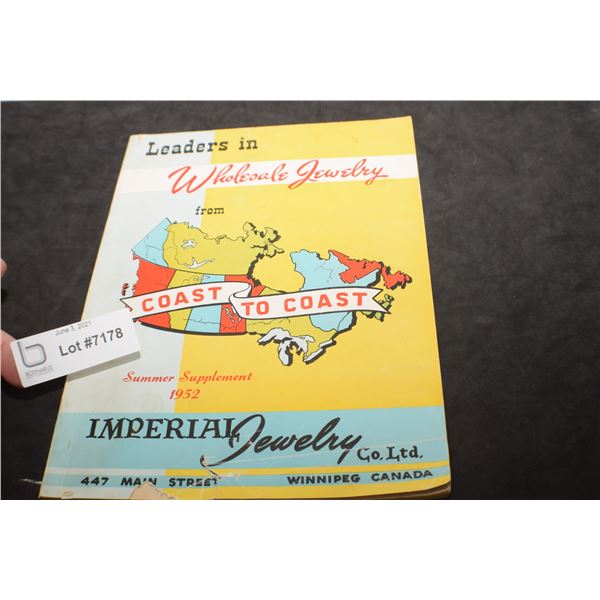 Leaders in
Wholesale Jewelry
from
COAST TO COAST
Summer Supplement
1952
IMPERIAL Jewelry
Co. Ltd.
447 MAIN STREET WINNIPEG CANADA
June 3, 2021
Lot #7178